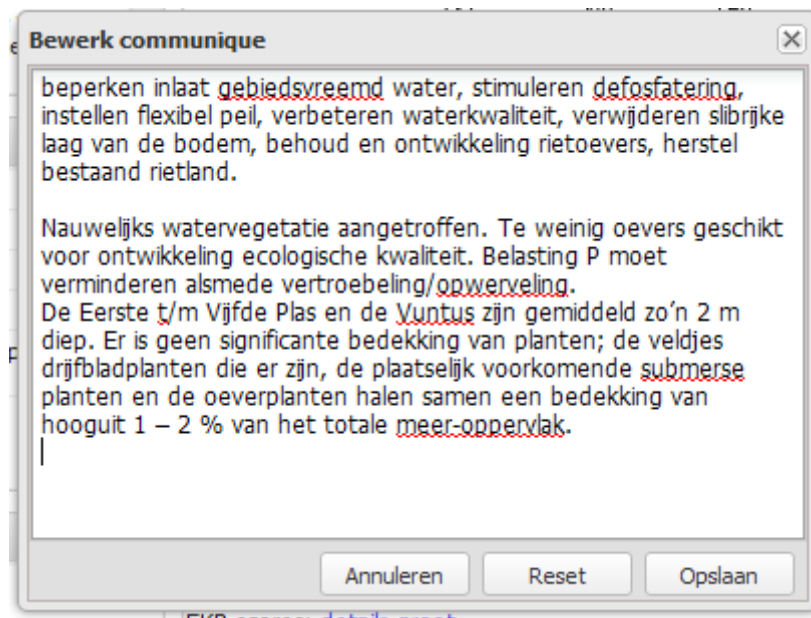 Bewerk communique
beperken inlaat gebiedsvreemd water, stimuleren defosfatering,
instellen flexibel peil, verbeteren waterkwaliteit, verwijderen slibrijke
laag van de bodem, behoud en ontwikkeling rietoevers, herstel
bestaand rietland.
Nauwelijks watervegetatie aangetroffen. Te weinig oevers geschikt
voor ontwikkeling ecologische kwaliteit. Belasting P moet
verminderen alsmede vertroebeling/opwerveling.
De Eerste t/m Vijfde Plas en de Vuntus zijn gemiddeld zo’n 2 m
diep. Er is geen significante bedekking van planten; de veldjes
drijfbladplanten die er zijn, de plaatselijk voorkomende submerse
planten en de oeverplanten halen samen een bedekking van
hooguit 1 – 2 % van het totale meer-oppervlak.
Annuleren Reset Opslaan